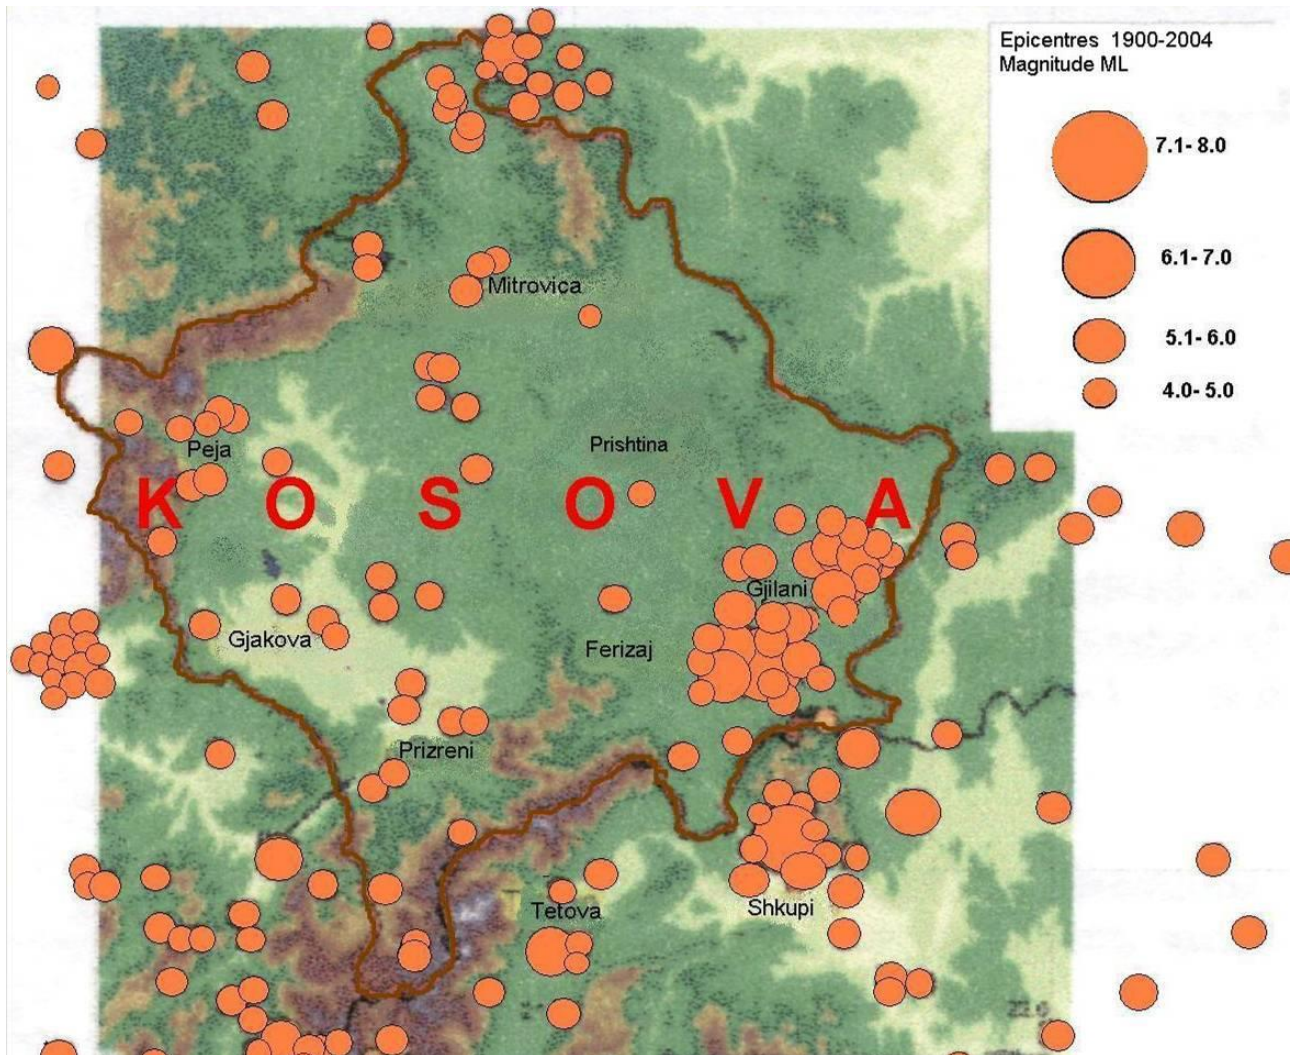 Epicentres 1900-2004
Magnitude ML
7.1- 8.0
6.1- 7.0
5.1- 6.0
4.0- 5.0
Mitrovica
Peja
Prishtina
K O S O V A
Gjilani
Gjakova
Ferizaj
Prizreni
Tetova
Shkupi